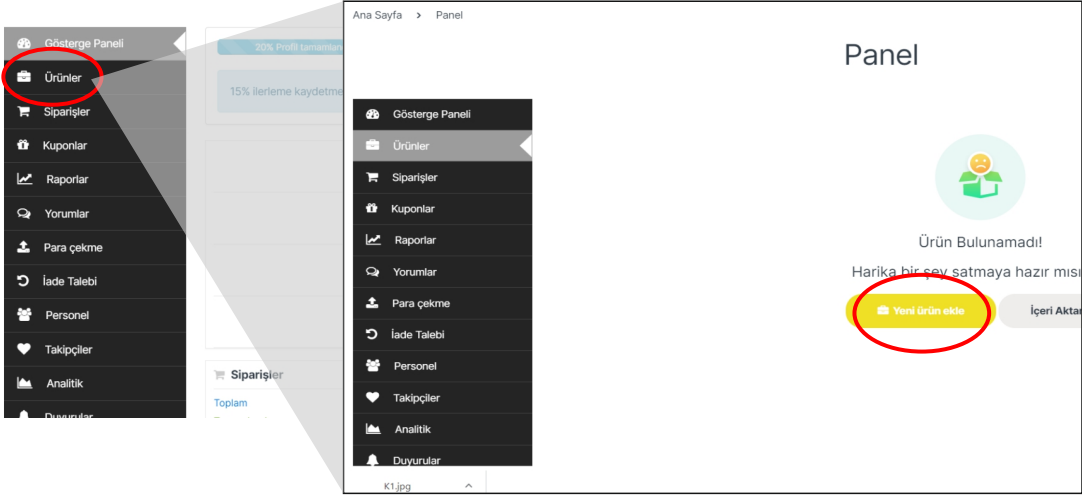 Gösterge Paneli
Ürünler
Siparişler
Kuponlar
Raporlar
Yorumlar
Para çekme
İade Talebi
Personel
Takipçiler
Analitik
Duyurular
20% Profil tamamlan
15% ilerleme kaydetme
Siparişler
Toplam
Ana Sayfa > Panel
Panel
Gösterge Paneli
Ürünler
Siparişler
Kuponlar
Raporlar
Yorumlar
Para çekme
İade Talebi
Personel
Takipçiler
Analitik
Duyurular
Ürün Bulunamadı!
Harika bir şey satmaya hazır mısı
Yeni ürün ekle
İçeri Aktar
K1.jpg